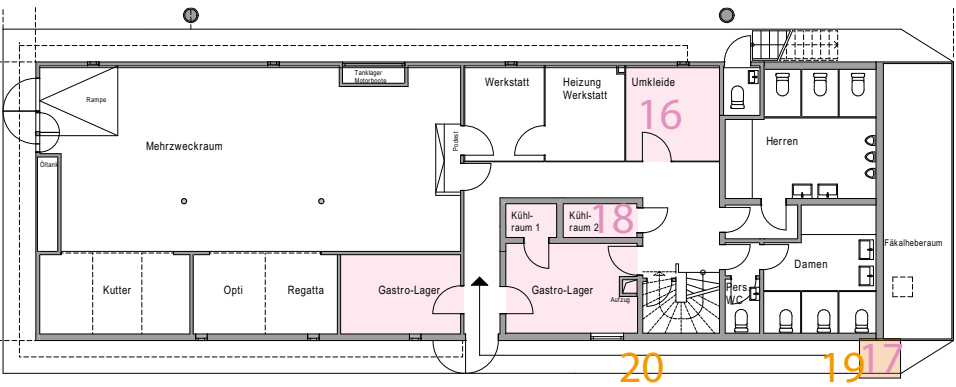 Tanklager
Motorboote
Rampe
Werkstatt
Heizung
Werkstatt
Umkleide
16
Herren
Mehrzweckraum
Podest
Öltank
Kühl-
raum 1
Kühl-
raum 2
18
Fäkalheberaum
Damen
Kutter
Opti
Regatta
Gastro-Lager
Gastro-Lager
Aufzug
Pers.
WC
20
19
17